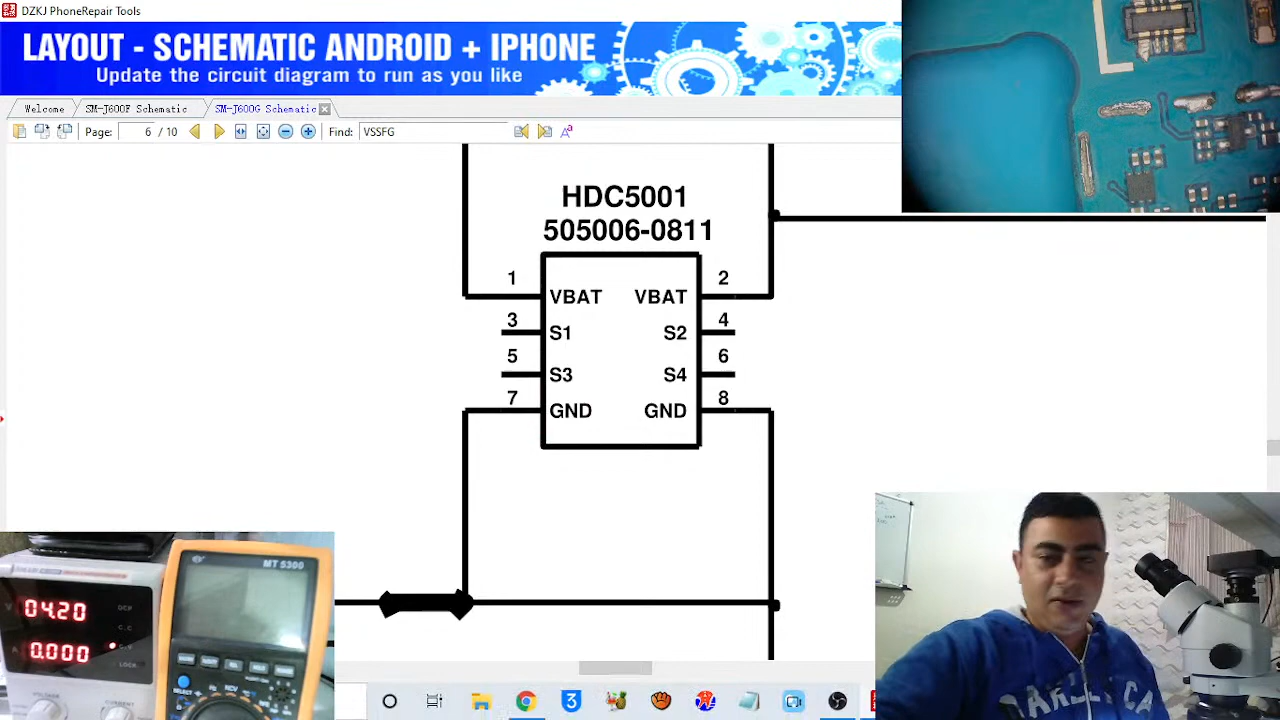 DZKJ PhoneRepair Tools
LAYOUT - SCHEMATIC ANDROID + IPHONE
Update the circuit diagram to run as you like
Welcome SM-J600F Schematic SM-J600G Schematic
Page: 6 / 10 Find: VSSFG
HDC5001
505006-0811
1 VBAT VBAT 2
3 S1 S2 4
5 S3 S4 6
7 GND GND 8
MT 5300
V 04.20 OCP
C.C
A 0.000 C.V
LOCK